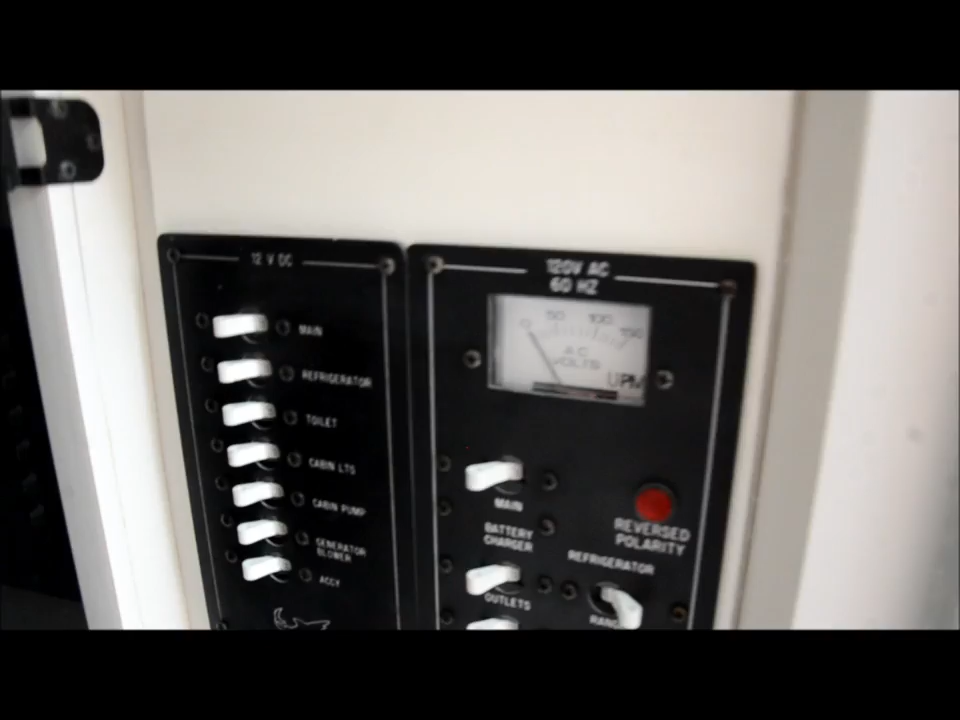 12 V DC
MAIN
REFRIGERATOR
TOILET
CABIN LTS
CABIN PUMP
GENERATOR
BLOWER
ACCY
120V AC
60 HZ
0 50 100 150
A.C.
VOLTS
UPM
MAIN
REVERSED
POLARITY
BATTERY
CHARGER
REFRIGERATOR
OUTLETS